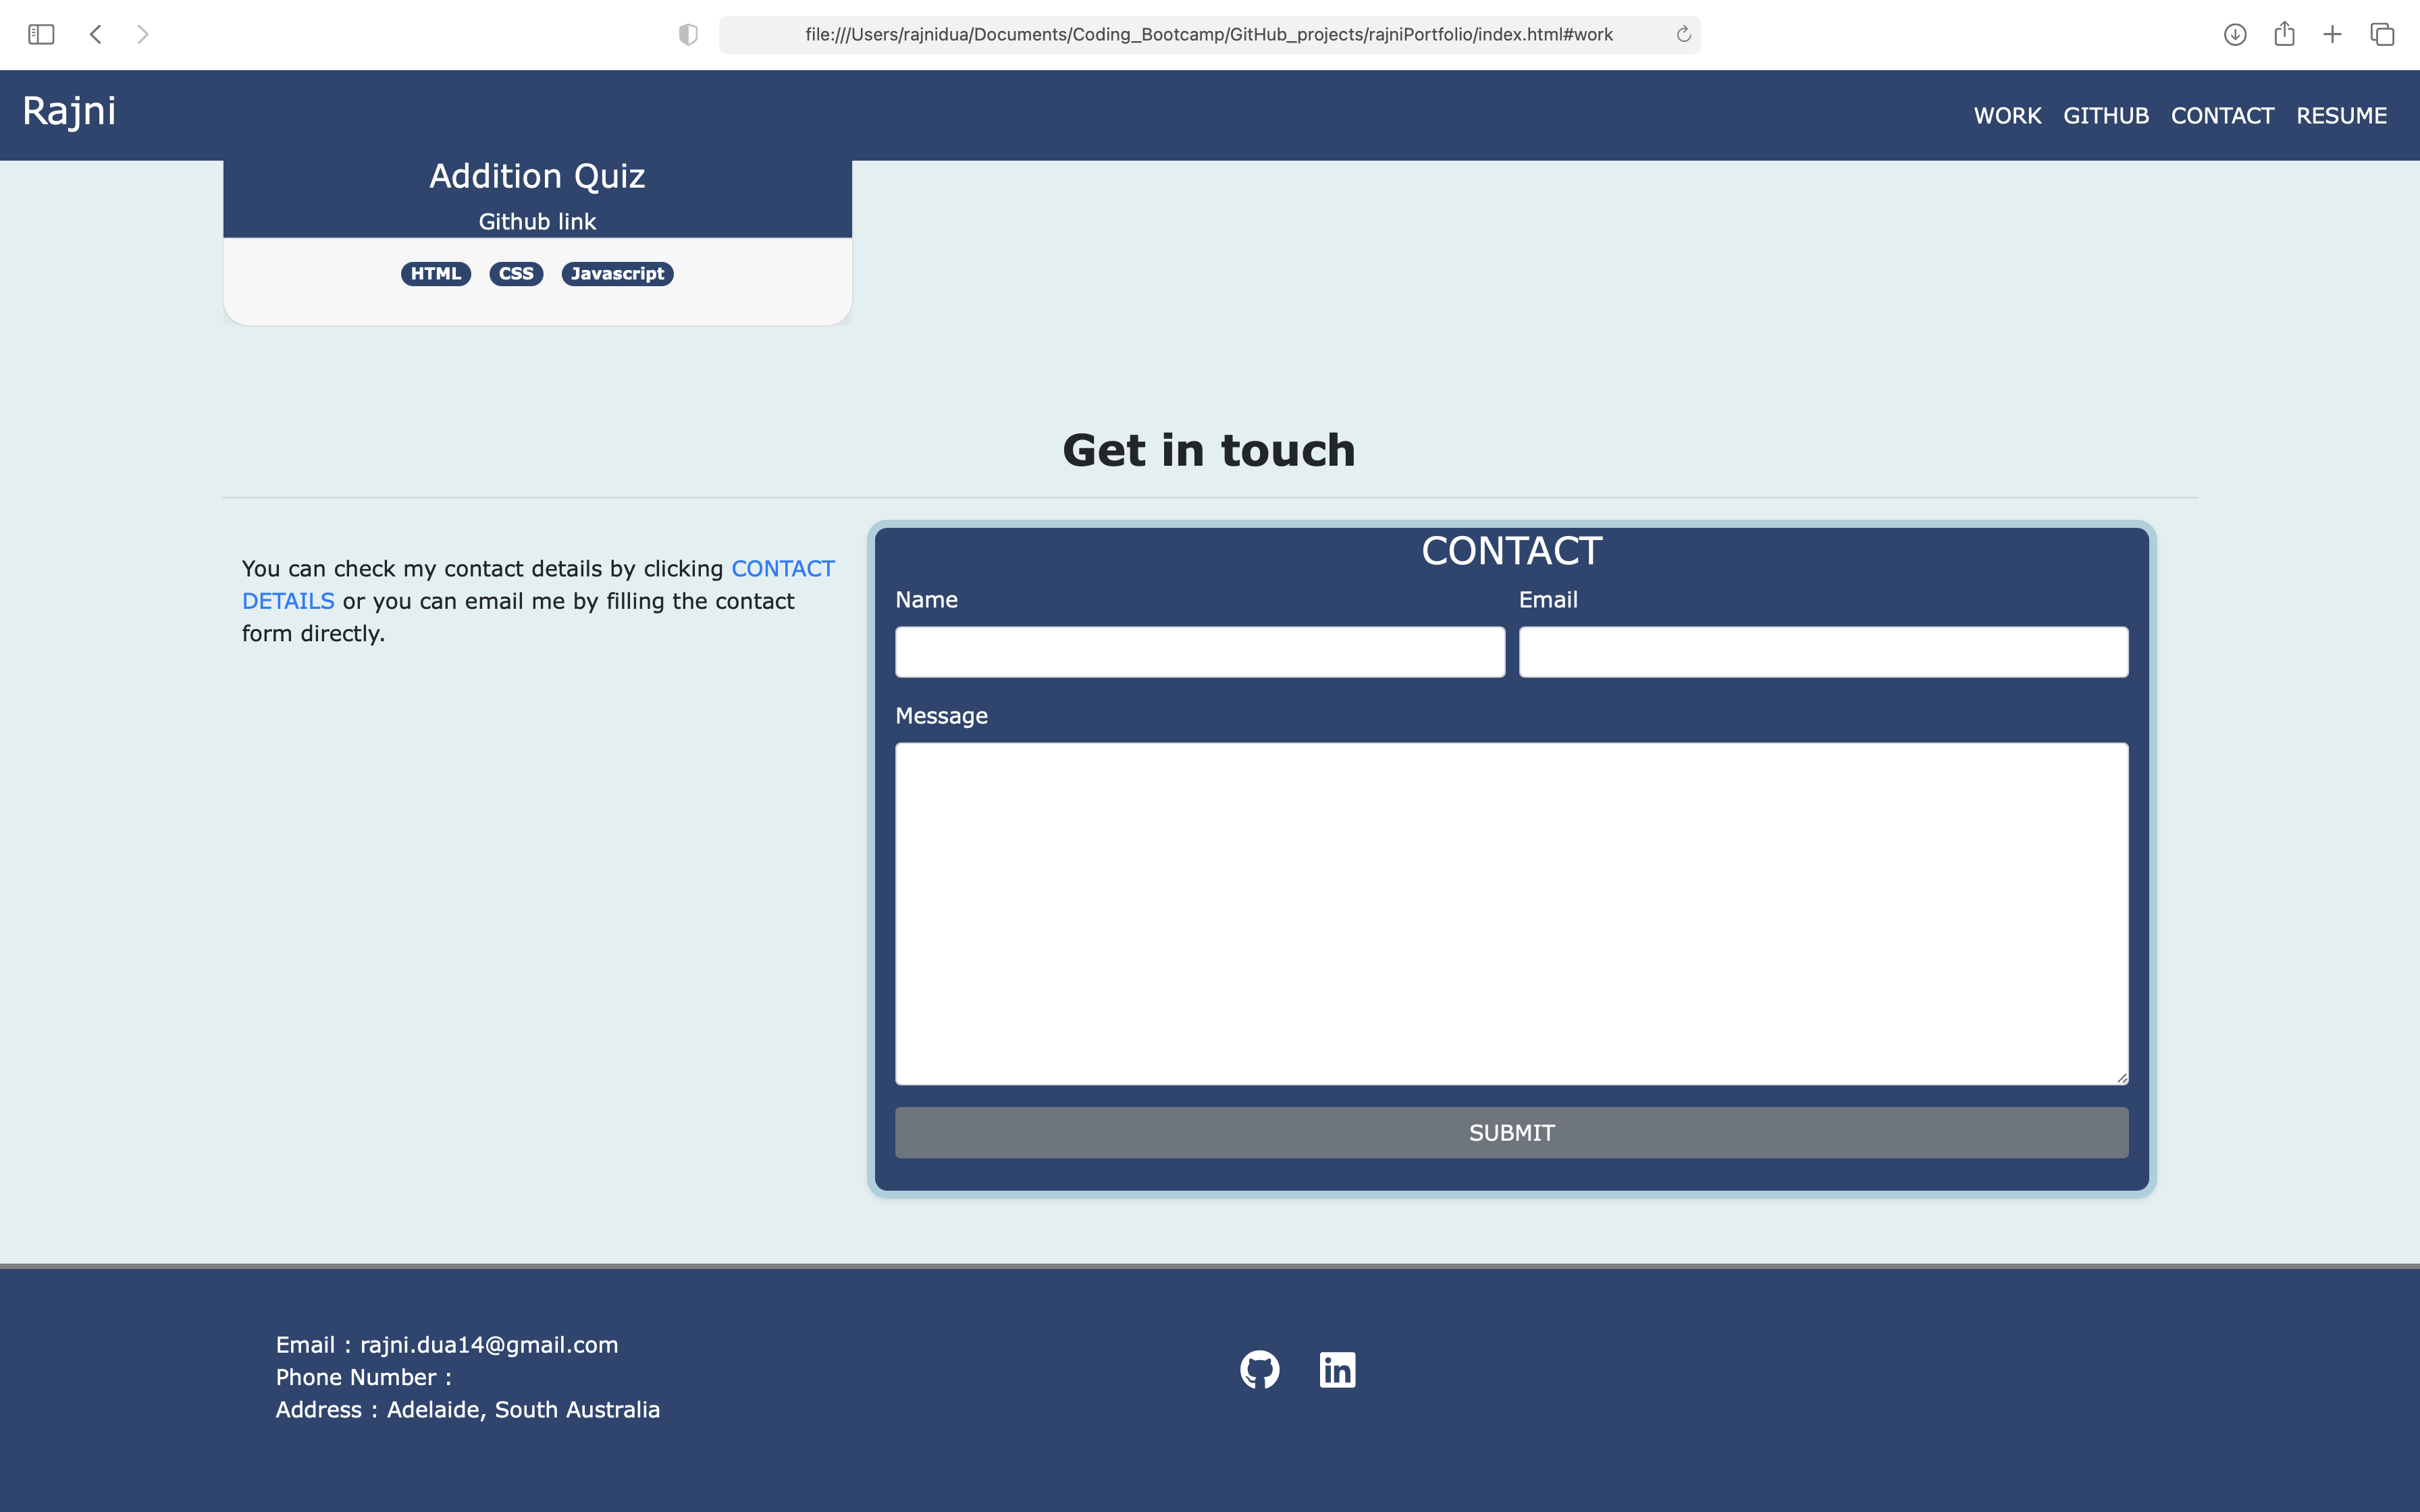 file:///Users/rajnidua/Documents/Coding_Bootcamp/GitHub_projects/rajniPortfolio/index.html#work
Rajni
WORK GITHUB CONTACT RESUME
Addition Quiz
Github link
HTML CSS Javascript
Get in touch
You can check my contact details by clicking CONTACT
DETAILS or you can email me by filling the contact
form directly.
CONTACT
Name Email
Message
SUBMIT
Email : rajni.dua14@gmail.com
Phone Number :
Address : Adelaide, South Australia
in